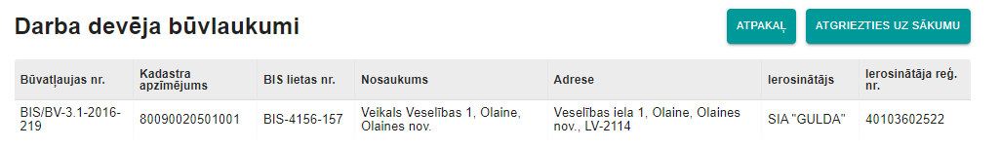 Darba devēja būvlaukumi
ATPAKAĻ
ATGRIEZTIES UZ SĀKUMU
Būvatļaujas nr.
Kadastra
apzīmējums
BIS lietas nr.
Nosaukums
Adrese
Ierosinātājs
Ierosinātāja reģ.
nr.
BIS/BV-3.1-2016-
219
80090020501001
BIS-4156-157
Veikals Veselības 1, Olaine,
Olaines nov.
Veselības iela 1, Olaine, Olaines
nov., LV-2114
SIA "GULDA"
40103602522